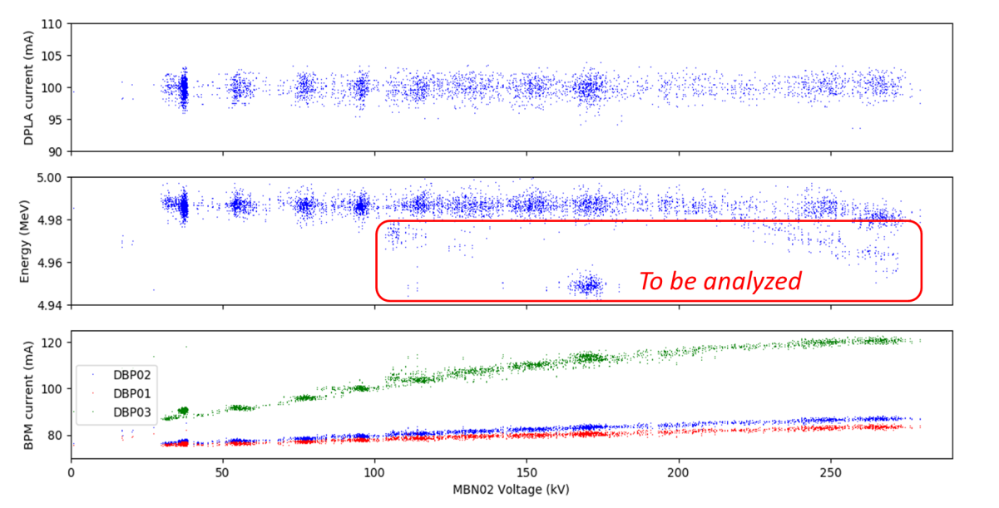 110
105
100
95
90
DPLA current (mA)
5.00
4.98
4.96
4.94
Energy (MeV)
To be analyzed
120
100
80
BPM current (mA)
DBP02
DBP01
DBP03
0 50 100 150 200 250
MBN02 Voltage (kV)